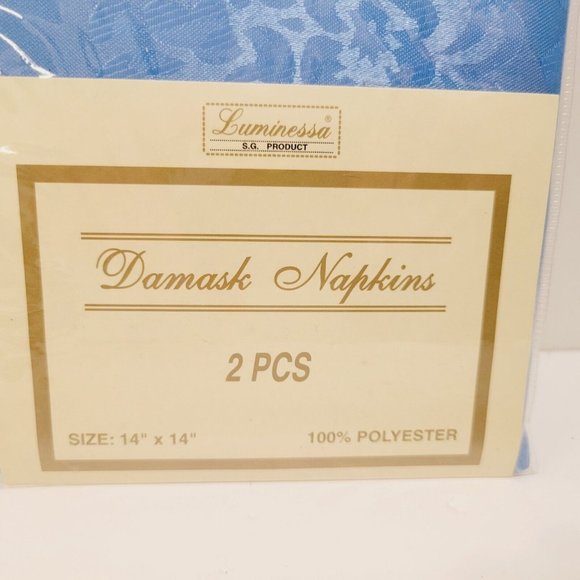 Luminessa®
S.G. PRODUCT
Damask Napkins
2 PCS
SIZE: 14" x 14"
100% POLYESTER